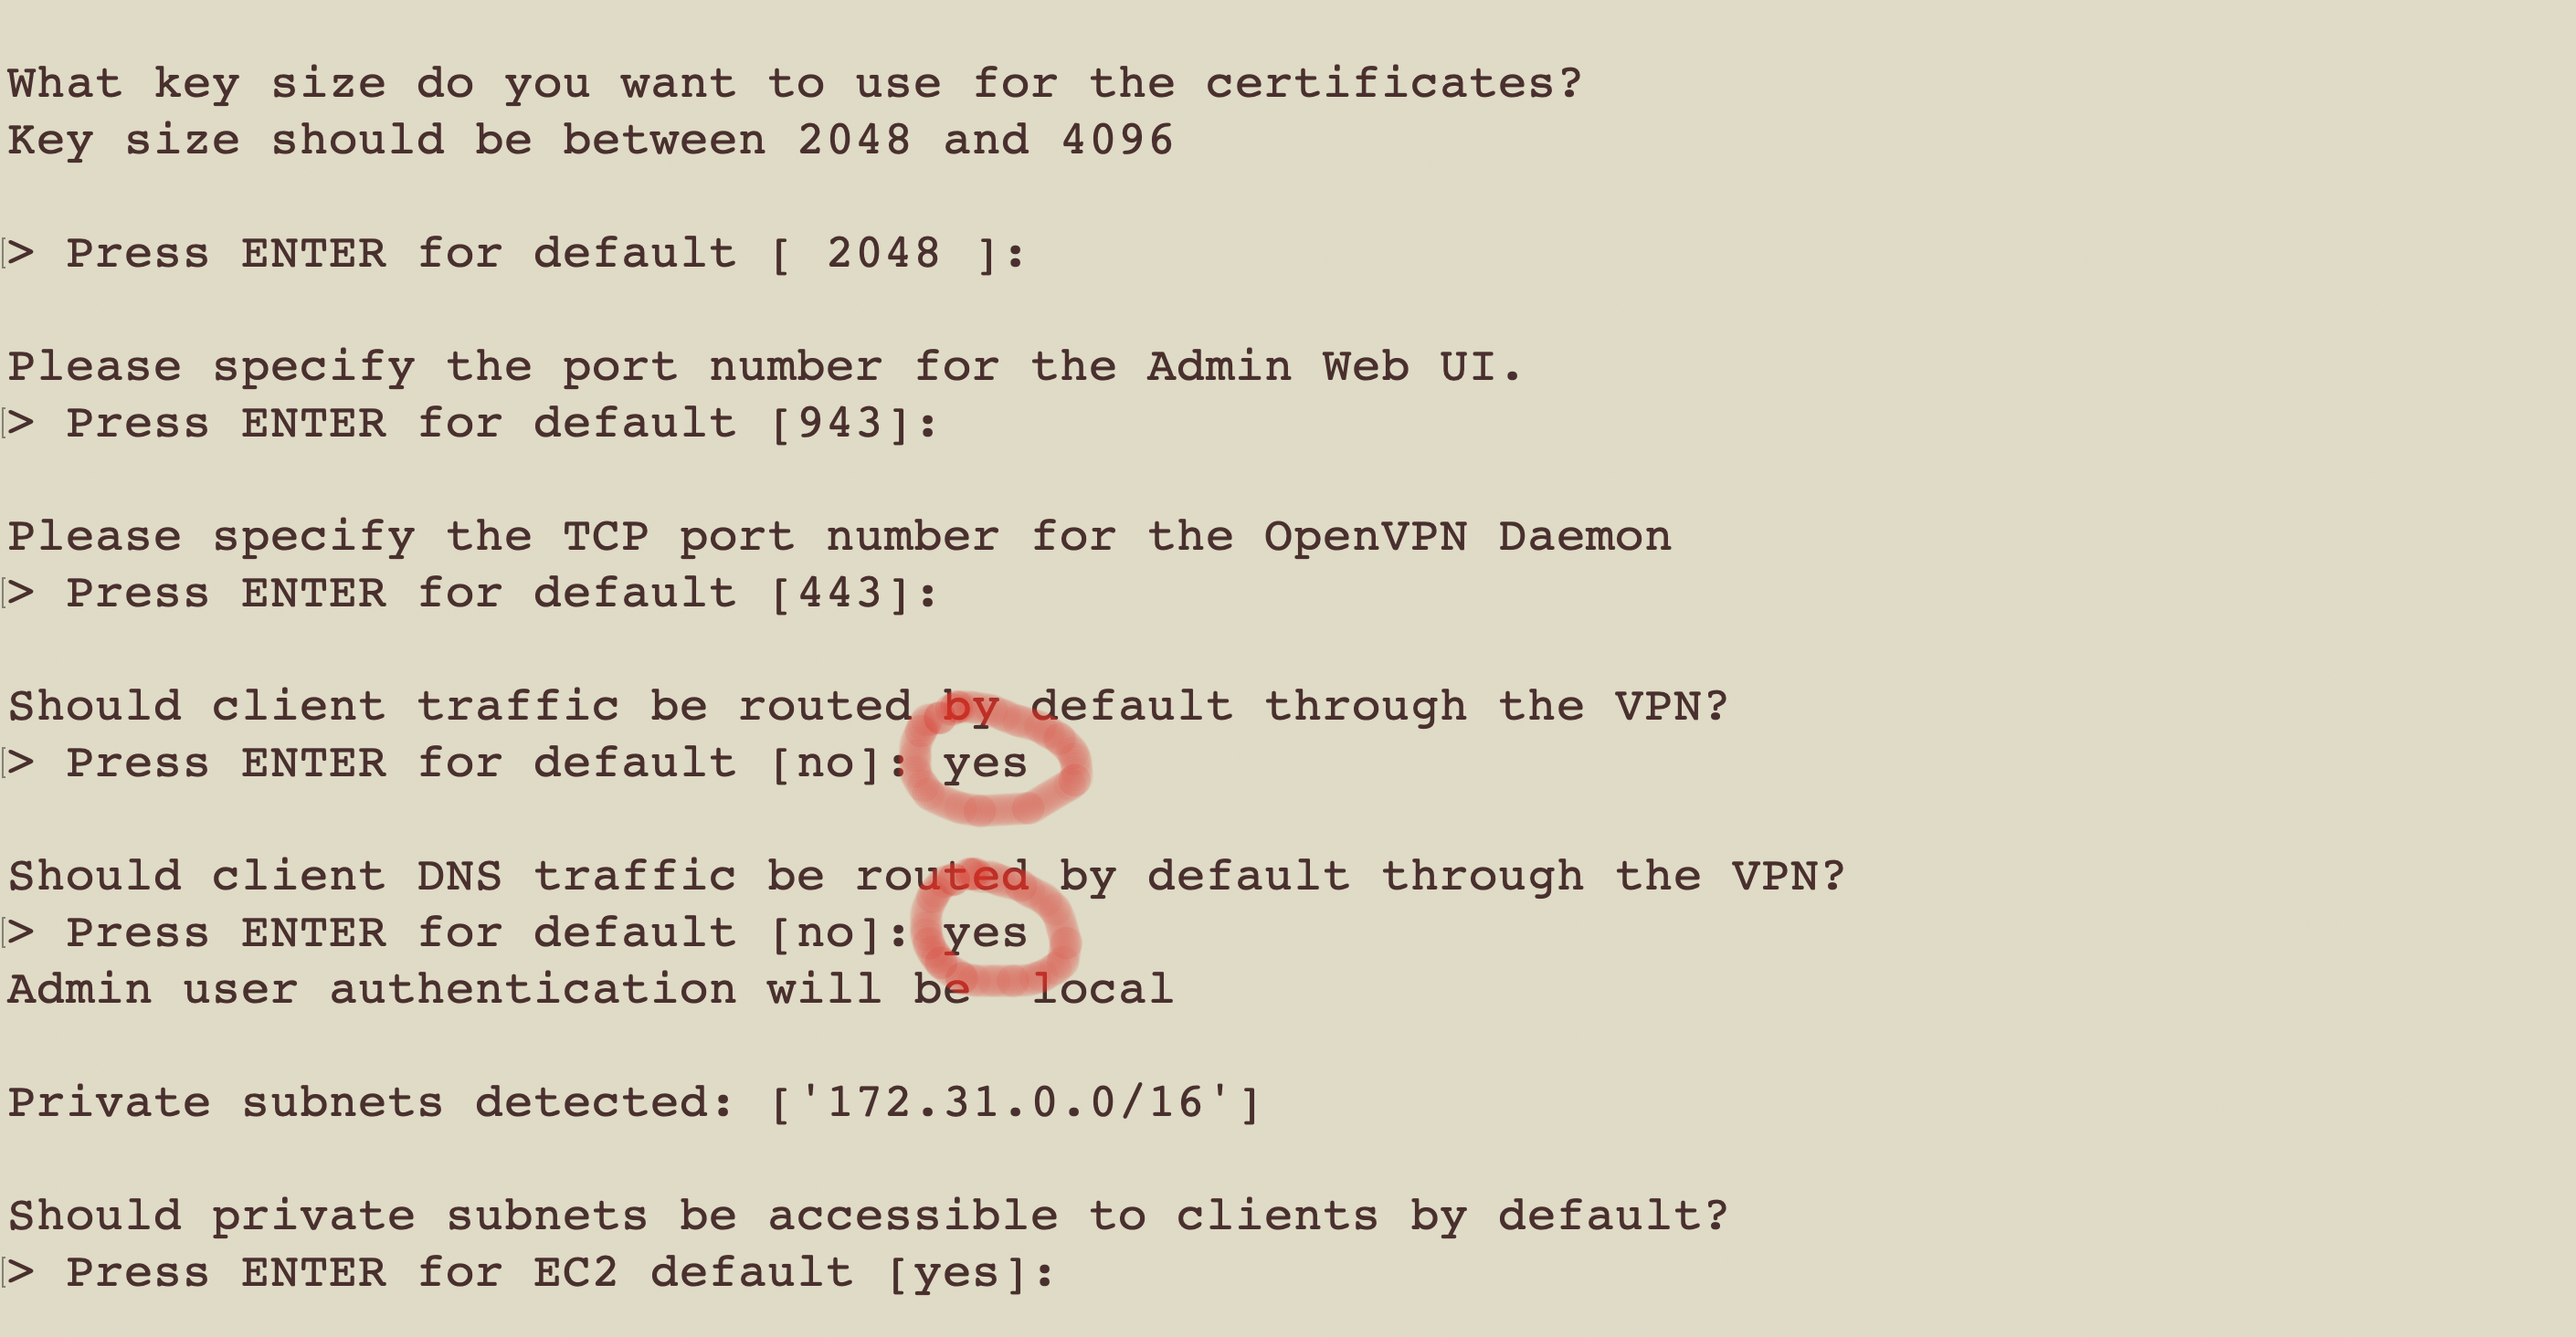 What key size do you want to use for the certificates?
Key size should be between 2048 and 4096
> Press ENTER for default [ 2048 ]:
Please specify the port number for the Admin Web UI.
> Press ENTER for default [943]:
Please specify the TCP port number for the OpenVPN Daemon
> Press ENTER for default [443]:
Should client traffic be routed by default through the VPN?
> Press ENTER for default [no]: yes
Should client DNS traffic be routed by default through the VPN?
> Press ENTER for default [no]: yes
Admin user authentication will be  local
Private subnets detected: ['172.31.0.0/16']
Should private subnets be accessible to clients by default?
> Press ENTER for EC2 default [yes]: